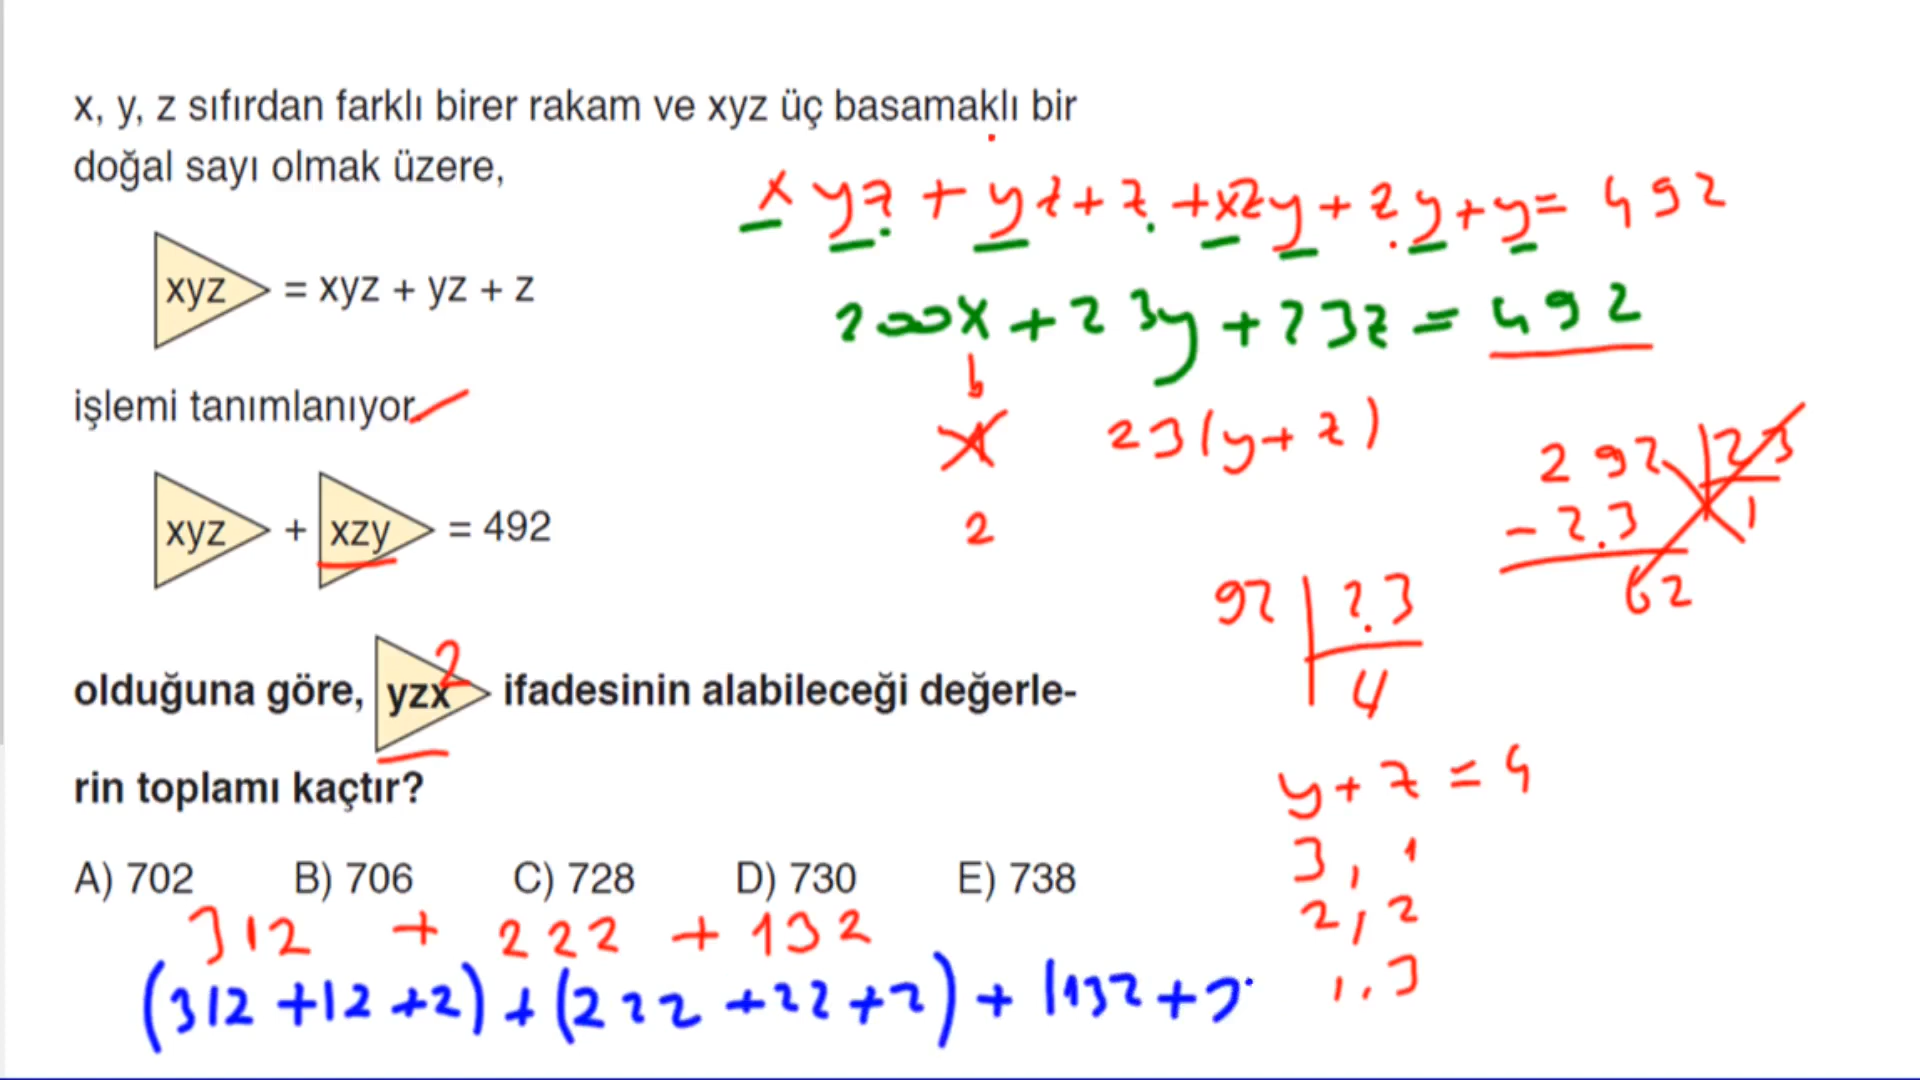 x, y, z sıfırdan farklı birer rakam ve xyz üç basamaklı bir
doğal sayı olmak üzere,
xyz = xyz + yz + z
işlemi tanımlanıyor.
xyz + xzy = 492
olduğuna göre, yzx ifadesinin alabileceği değerle-
2
rin toplamı kaçtır?
A) 702 B) 706 C) 728 D) 730 E) 738
312 + 222 + 132
(312 +12 +2) + (222 +22 +2) + (132 +
xyz + yz + z + xzy + zy + y = 492
200x + 23y + 23z = 492
1
2
23(y + z)
292 23
- 23 1
62
92 23
4
y + z = 4
3, 1
2, 2
1, 3